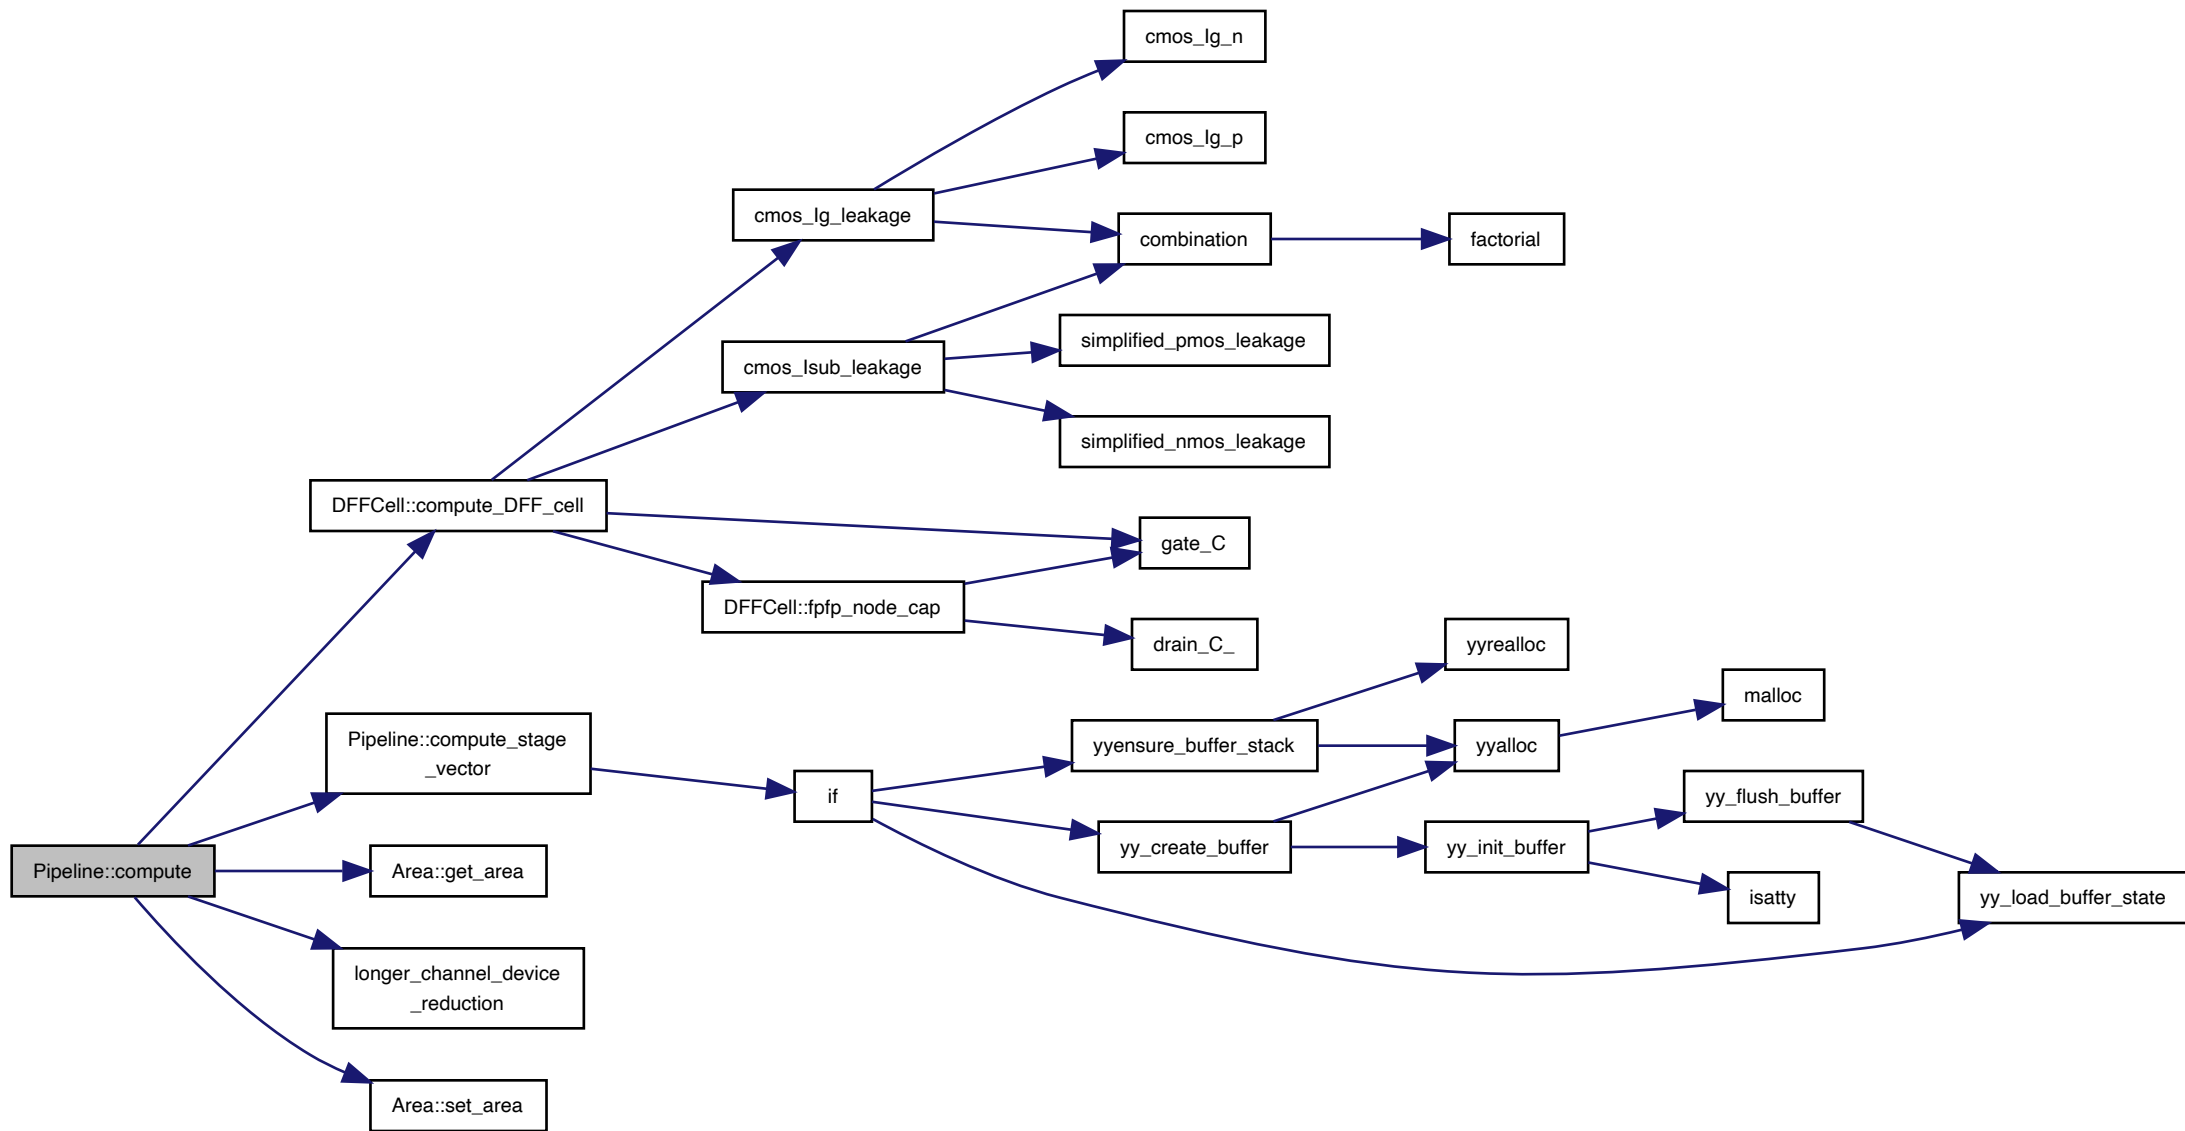 cmos_Ig_n
cmos_Ig_p
cmos_Ig_leakage
combination
factorial
simplified_pmos_leakage
cmos_Isub_leakage
simplified_nmos_leakage
DFFCell::compute_DFF_cell
gate_C
DFFCell::fpfp_node_cap
drain_C_
yyrealloc
malloc
Pipeline::compute_stage
_vector
yyensure_buffer_stack
yyalloc
if
yy_flush_buffer
yy_create_buffer
yy_init_buffer
Pipeline::compute
Area::get_area
isatty
yy_load_buffer_state
longer_channel_device
_reduction
Area::set_area